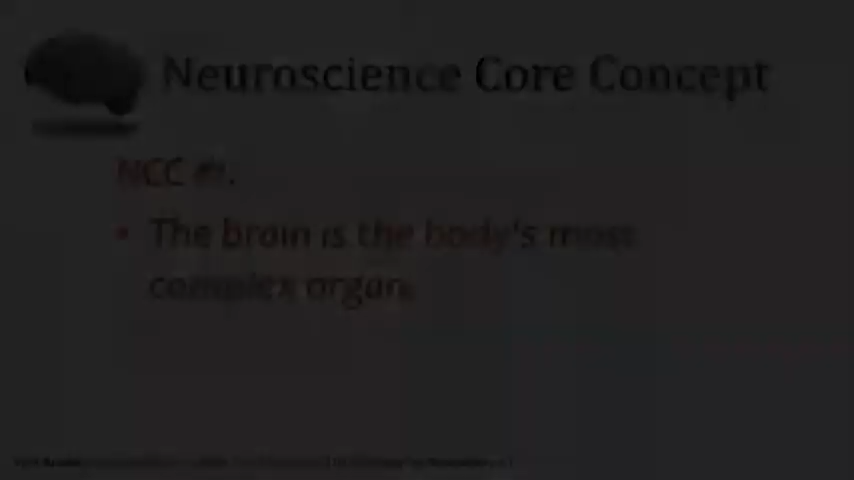 Neuroscience Core Concept
NCC #1:
• The brain is the body's most
complex organ.